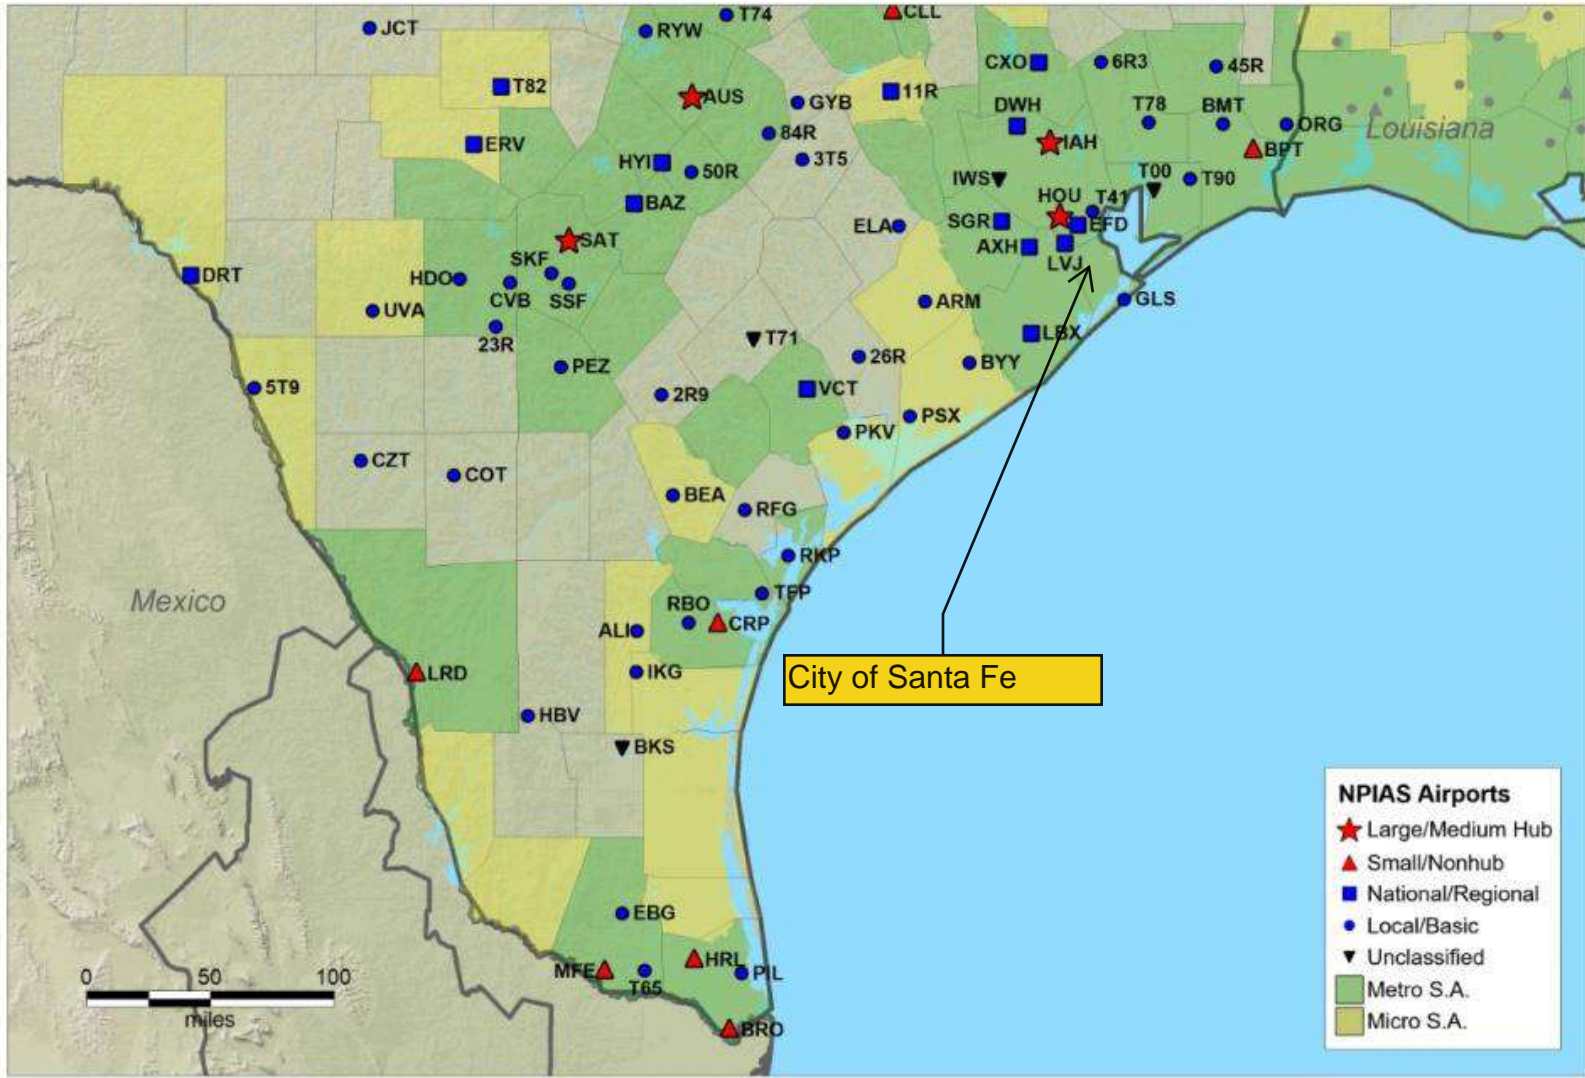 JCT
RYW
T74
CLL
T82
AUS
GYB
11R
CXO
6R3
45R
DWH
T78
BMT
ORG
Louisiana
ERV
84R
IAH
BPT
HYI
50R
3T5
IWS
T00
T90
BAZ
ELA
HOU
T41
SGR
EFD
SAT
AXH
LVJ
SKF
DRT
HDO
CVB
SSF
UVA
ARM
GLS
23R
T71
LBX
PEZ
26R
BYY
5T9
2R9
VCT
PSX
PKV
CZT
COT
BEA
RFG
RKP
Mexico
TFP
RBO
ALI
CRP
LRD
IKG
City of Santa Fe
HBV
BKS
EBG
MFE
HRL
T65
PIL
BRO
0 50 100
miles
NPIAS Airports
Large/Medium Hub
Small/Nonhub
National/Regional
Local/Basic
Unclassified
Metro S.A.
Micro S.A.